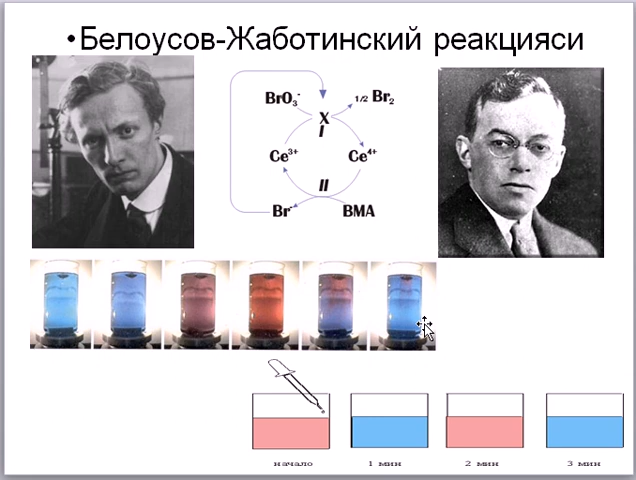 •Белоусов-Жаботинский реакцияси
BrO₃⁻ 1/2 Br₂
X
I
Ce³⁺ Ce⁴⁺
II
Br⁻ BMA
начало 1 мин 2 мин 3 мин